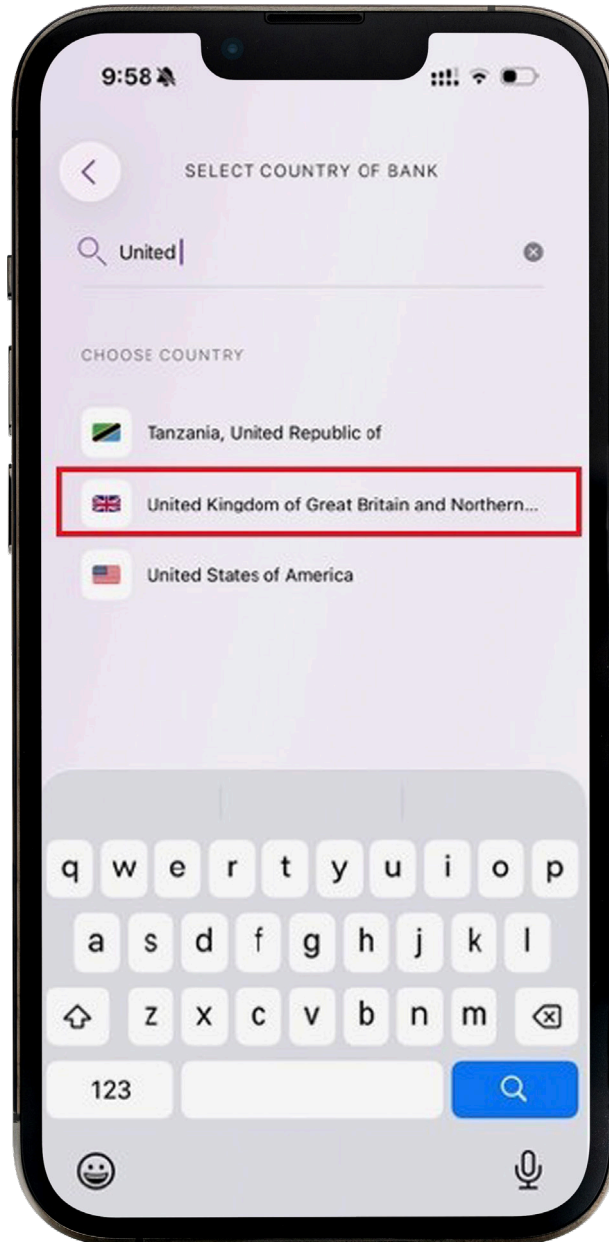 9:58
SELECT COUNTRY OF BANK
United
CHOOSE COUNTRY
Tanzania, United Republic of
United Kingdom of Great Britain and Northern...
United States of America
q w e r t y u i o p
a s d f g h j k l
z x c v b n m
123